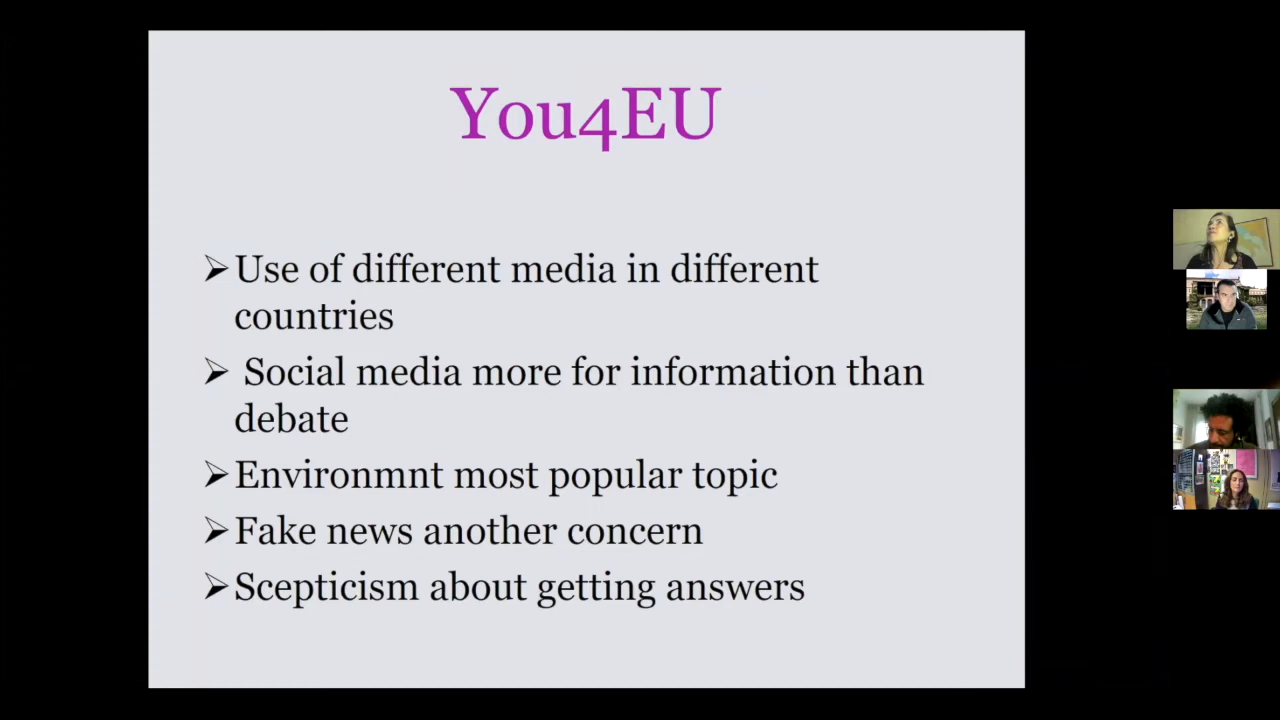 You4EU
Use of different media in different
countries
Social media more for information than
debate
Environmnt most popular topic
Fake news another concern
Scepticism about getting answers